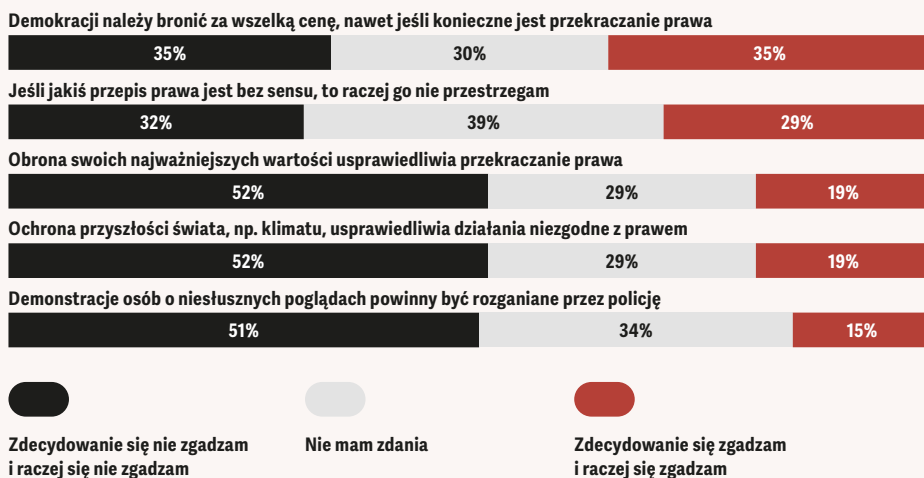 Demokracji należy bronić za wszelką cenę, nawet jeśli konieczne jest przekraczanie prawa
35% 30% 35%
Jeśli jakiś przepis prawa jest bez sensu, to raczej go nie przestrzegam
32% 39% 29%
Obrona swoich najważniejszych wartości usprawiedliwia przekraczanie prawa
52% 29% 19%
Ochrona przyszłości świata, np. klimatu, usprawiedliwia działania niezgodne z prawem
52% 29% 19%
Demonstracje osób o niesłusznych poglądach powinny być rozganiane przez policję
51% 34% 15%
Zdecydowanie się nie zgadzam
i raczej się nie zgadzam
Nie mam zdania
Zdecydowanie się zgadzam
i raczej się zgadzam